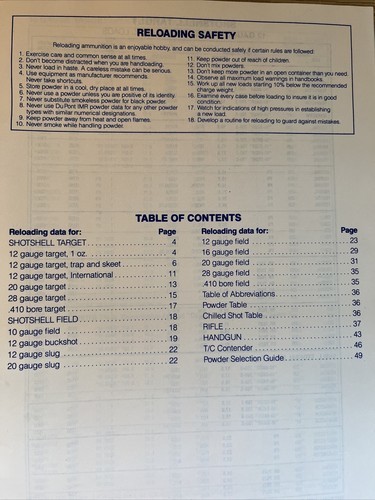 RELOADING SAFETY
Reloading ammunition is an enjoyable hobby, and can be conducted safely if certain rules are followed:
1. Exercise care and common sense at all times.
2. Don't become distracted when you are handloading.
3. Never load in haste. A careless mistake can be serious.
4. Use equipment as manufacturer recommends.
Never take shortcuts.
5. Store powder in a cool, dry place at all times.
6. Never use a powder unless you are positive of its identity.
7. Never substitute smokeless powder for black powder.
8. Never use DuPont IMR powder data for any other powder
types with similar numerical designations.
9. Keep powder away from heat and open flames.
10. Never smoke while handling powder.
11. Keep powder out of reach of children.
12. Don't mix powders.
13. Don't keep more powder in an open container than you need.
14. Observe all maximum load warnings in handbooks.
15. Work up all new loads starting 10% below the recommended
charge weight.
16. Examine every case before loading to insure it is in good
condition.
17. Watch for indications of high pressures in establishing
a new load.
18. Develop a routine for reloading to guard against mistakes.
TABLE OF CONTENTS
Reloading data for: Page
SHOTSHELL TARGET 4
12 gauge target, 1 oz. 4
12 gauge target, trap and skeet 6
12 gauge target, International 11
20 gauge target 13
28 gauge target 15
.410 bore target 17
SHOTSHELL FIELD 18
10 gauge field 18
12 gauge buckshot 19
12 gauge slug 22
20 gauge slug 22
Reloading data for: Page
12 gauge field 23
16 gauge field 29
20 gauge field 31
28 gauge field 35
.410 bore field 35
Table of Abbreviations 36
Powder Table 36
Chilled Shot Table 36
RIFLE 37
HANDGUN 43
T/C Contender 46
Powder Selection Guide 49